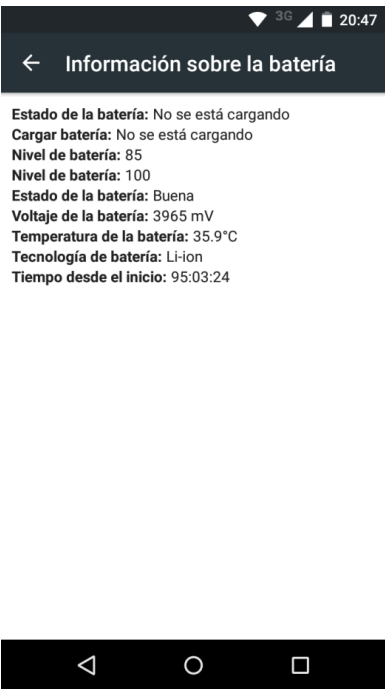 3G 20:47
Información sobre la batería
Estado de la batería: No se está cargando
Cargar batería: No se está cargando
Nivel de batería: 85
Nivel de batería: 100
Estado de la batería: Buena
Voltaje de la batería: 3965 mV
Temperatura de la batería: 35.9°C
Tecnología de batería: Li-ion
Tiempo desde el inicio: 95:03:24